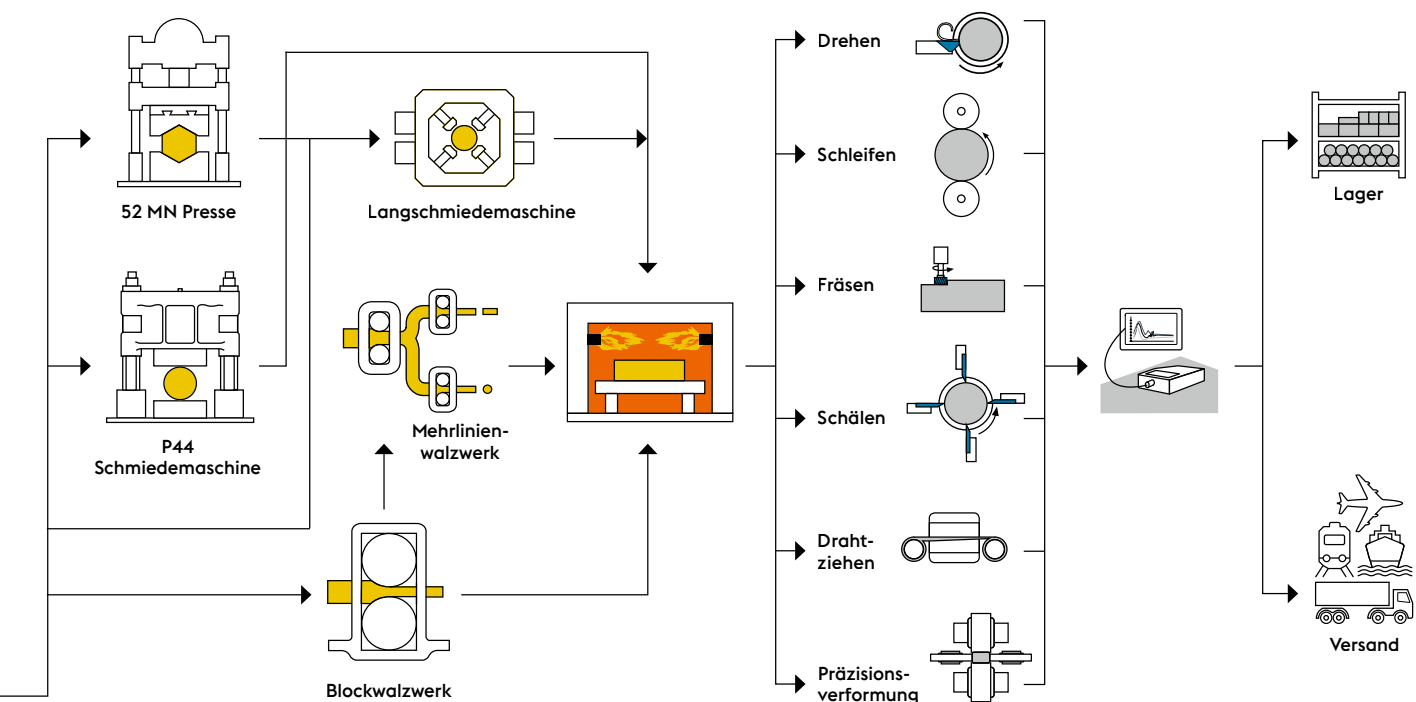 52 MN Presse
Langschmiedemaschine
P44
Schmiedemaschine
Mehrlinien-
walzwerk
Blockwalzwerk
Drehen
Schleifen
Fräsen
Schälen
Draht-
ziehen
Präzisions-
verformung
Lager
Versand